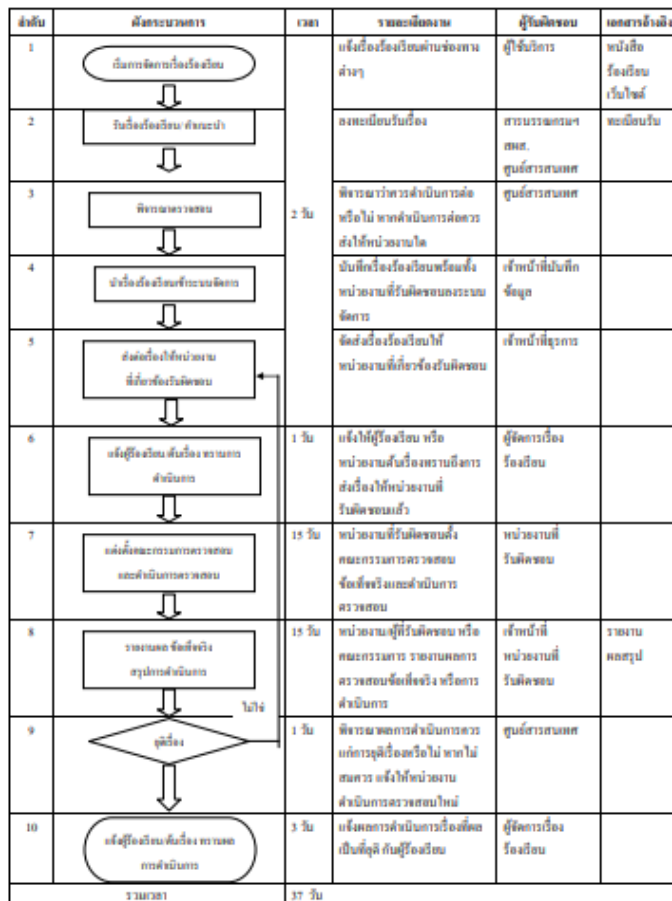 ลำดับ ผังกระบวนการ เวลา รายละเอียดงาน ผู้รับผิดชอบ เอกสารอ้างอิง
1
เริ่มการจัดการเรื่องร้องเรียน
แจ้งเรื่องร้องเรียนผ่านช่องทาง
ต่างๆ
ผู้ใช้บริการ
หนังสือ
ร้องเรียน
เว็บไซต์
2
รับเรื่องร้องเรียน/คำแนะนำ
ลงทะเบียนรับเรื่อง
สารบรรณกรมฯ
สผส.
ศูนย์สารสนเทศ
ทะเบียนรับ
3
พิจารณาตรวจสอบ
2 วัน
พิจารณาว่าควรดำเนินการต่อ
หรือไม่ หากดำเนินการต่อควร
ส่งให้หน่วยงานใด
ศูนย์สารสนเทศ
4
นำเรื่องร้องเรียนเข้าระบบจัดการ
บันทึกเรื่องร้องเรียนพร้อมทั้ง
หน่วยงานที่รับผิดชอบลงระบบ
จัดการ
เจ้าหน้าที่บันทึก
ข้อมูล
5
ส่งต่อเรื่องให้หน่วยงาน
ที่เกี่ยวข้องรับผิดชอบ
จัดส่งเรื่องร้องเรียนให้
หน่วยงานที่เกี่ยวข้องรับผิดชอบ
เจ้าหน้าที่ธุรการ
6
แจ้งผู้ร้องเรียน/ต้นเรื่อง ทราบการ
ดำเนินการ
1 วัน
แจ้งให้ผู้ร้องเรียน หรือ
หน่วยงานต้นเรื่องทราบถึงการ
ส่งเรื่องให้หน่วยงานที่
รับผิดชอบแล้ว
ผู้จัดการเรื่อง
ร้องเรียน
7
แต่งตั้งคณะกรรมการตรวจสอบ
และดำเนินการตรวจสอบ
15 วัน
หน่วยงานที่รับผิดชอบตั้ง
คณะกรรมการตรวจสอบ
ข้อเท็จจริงและดำเนินการ
ตรวจสอบ
หน่วยงานที่
รับผิดชอบ
8
รายงานผล ข้อเท็จจริง
สรุปการดำเนินการ
15 วัน
หน่วยงาน/ผู้ที่รับผิดชอบ หรือ
คณะกรรมการ รายงานผลการ
ตรวจสอบข้อเท็จจริง หรือการ
ดำเนินการ
เจ้าหน้าที่
หน่วยงานที่
รับผิดชอบ
รายงาน
ผลสรุป
ไม่ใช่
9
ยุติเรื่อง
1 วัน
พิจารณาผลการดำเนินการควร
แก่การยุติเรื่องหรือไม่ หากไม่
สมควร แจ้งให้หน่วยงาน
ดำเนินการตรวจสอบใหม่
ศูนย์สารสนเทศ
10
แจ้งผู้ร้องเรียน/ต้นเรื่อง ทราบผล
การดำเนินการ
3 วัน
แจ้งผลการดำเนินการเรื่องที่ผล
เป็นที่ยุติ กับผู้ร้องเรียน
ผู้จัดการเรื่อง
ร้องเรียน
รวมเวลา 37 วัน